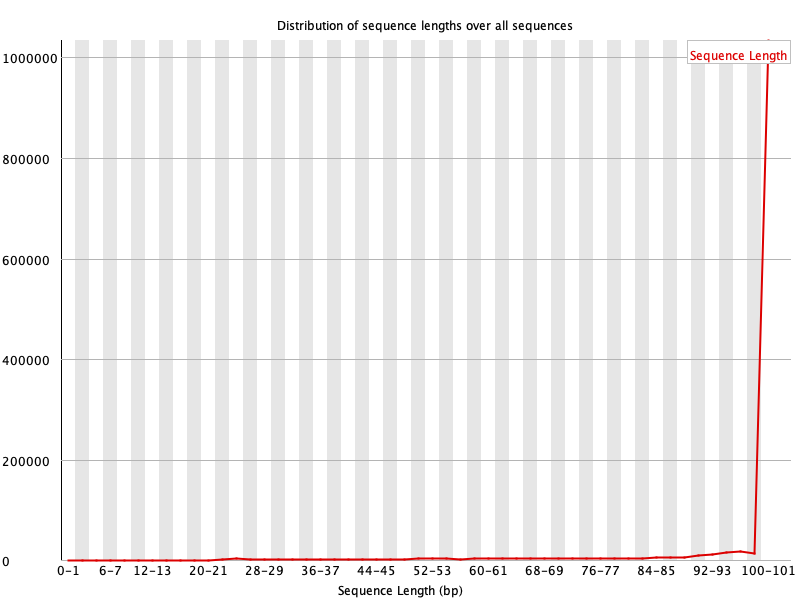 Distribution of sequence lengths over all sequences
Sequence Length
1000000
800000
600000
400000
200000
0
0-1 6-7 12-13 20-21 28-29 36-37 44-45 52-53 60-61 68-69 76-77 84-85 92-93 100-101
Sequence Length (bp)